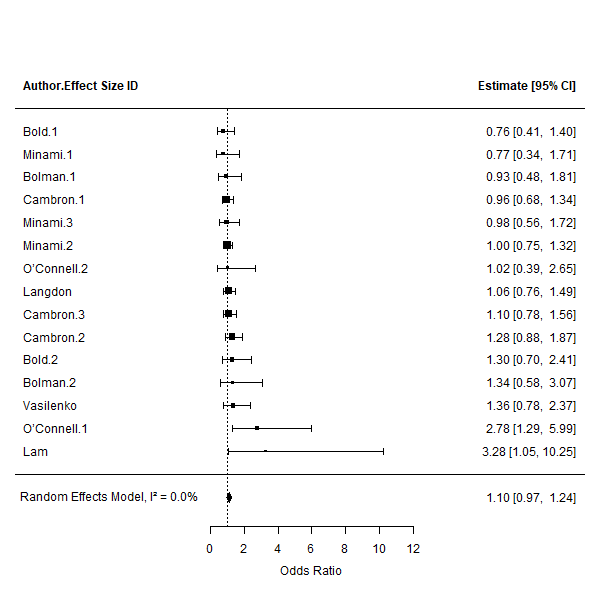 Author.Effect Size ID Estimate [95% CI]
Bold.1 0.76 [0.41, 1.40]
Minami.1 0.77 [0.34, 1.71]
Bolman.1 0.93 [0.48, 1.81]
Cambron.1 0.96 [0.68, 1.34]
Minami.3 0.98 [0.56, 1.72]
Minami.2 1.00 [0.75, 1.32]
O'Connell.2 1.02 [0.39, 2.65]
Langdon 1.06 [0.76, 1.49]
Cambron.3 1.10 [0.78, 1.56]
Cambron.2 1.28 [0.88, 1.87]
Bold.2 1.30 [0.70, 2.41]
Bolman.2 1.34 [0.58, 3.07]
Vasilenko 1.36 [0.78, 2.37]
O'Connell.1 2.78 [1.29, 5.99]
Lam 3.28 [1.05, 10.25]
Random Effects Model, I² = 0.0% 1.10 [0.97, 1.24]
0 2 4 6 8 10 12
Odds Ratio